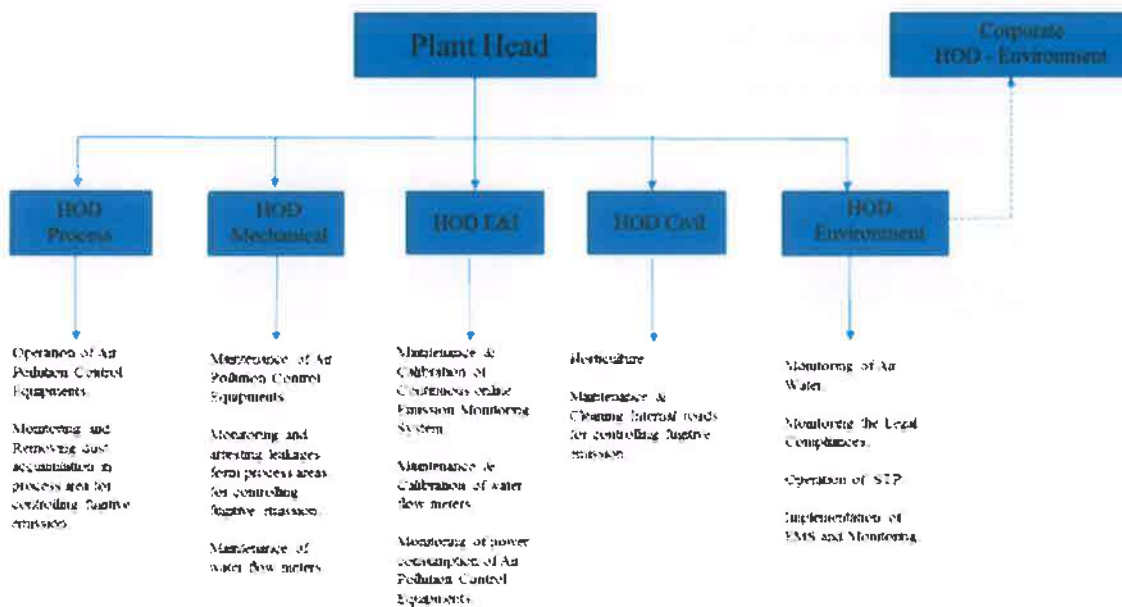 Plant Head
Corporate
HOD - Environment
HOD
Process
HOD
Mechanical
HOD E&I
HOD Civil
HOD
Environment
Operation of Air
Pollution Control
Equipments
Monitoring and
Removing dust
accumulation in
process area for
controlling fugitive
emission.
Maintenance of Air
Pollution Control
Equipments.
Monitoring and
arresting leakages
form process areas
for controlling
fugitive emission.
Maintenance of
water flow meters.
Maintenance &
Calibration of
Continuous online
Emission Monitoring
System
Maintenance &
Calibration of water
flow meters.
Monitoring of power
consumption of Air
Pollution Control
Equipments.
Horticulture
Maintenance &
Cleaning Internal roads
for controlling fugitive
emission
Monitoring of Air
Water.
Monitoring the Legal
Compliances.
Operation of STP
Implementation of
EMS and Monitoring.